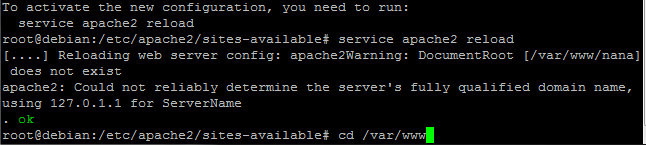 To activate the new configuration, you need to run:
  service apache2 reload
root@debian:/etc/apache2/sites-available# service apache2 reload
[....] Reloading web server config: apache2Warning: DocumentRoot [/var/www/nana]
 does not exist
apache2: Could not reliably determine the server's fully qualified domain name,
using 127.0.1.1 for ServerName
. ok
root@debian:/etc/apache2/sites-available# cd /var/www